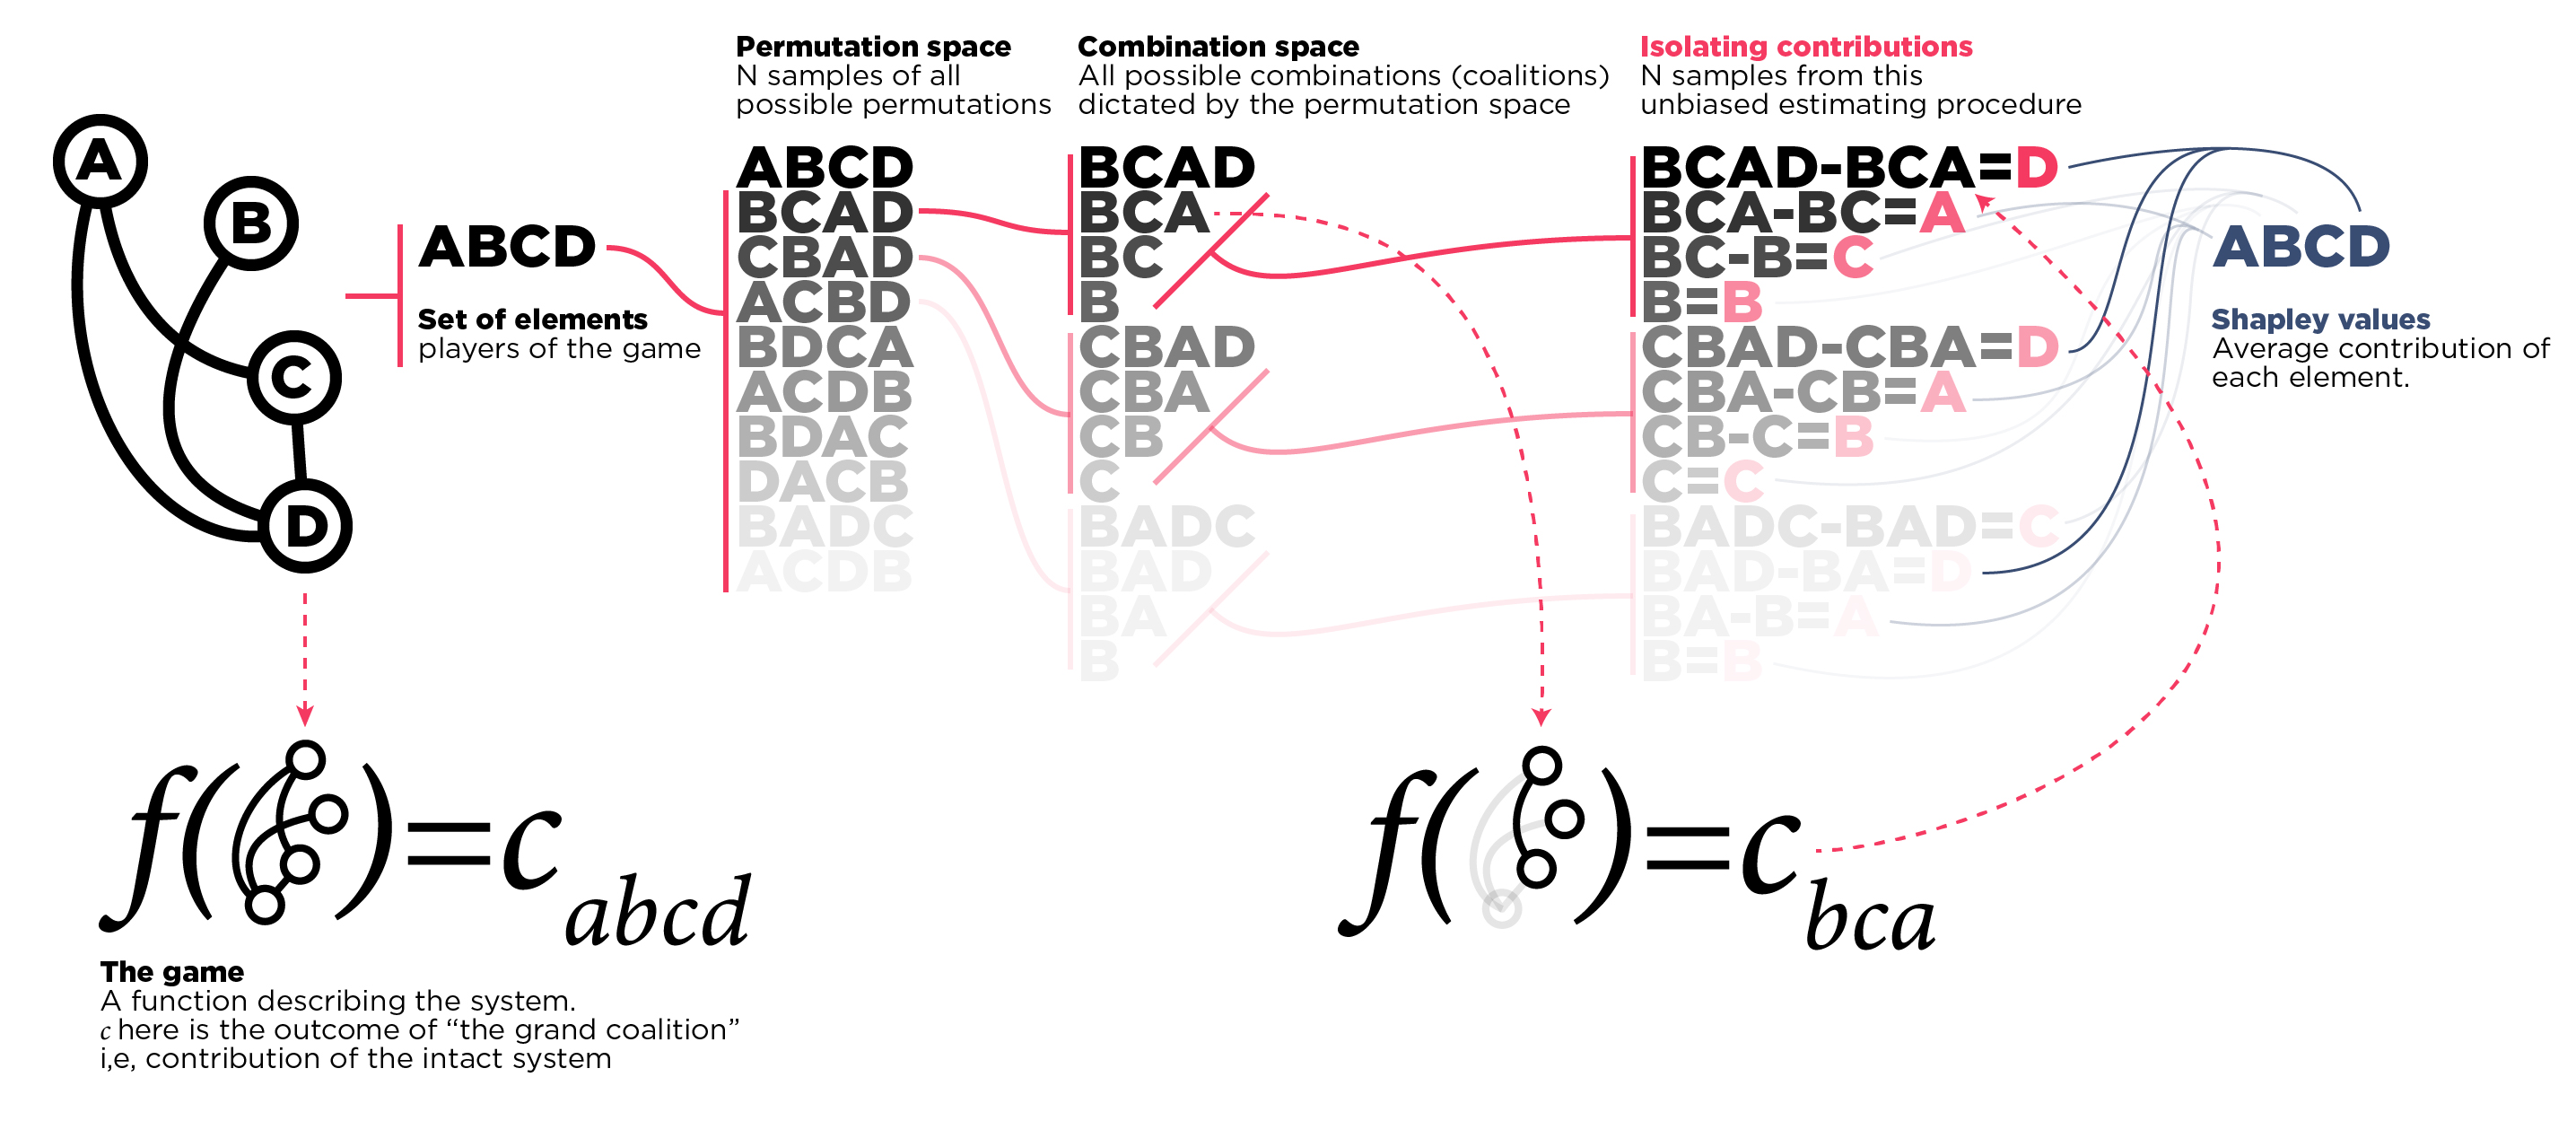 A
B
C
D
ABCD
Set of elements
players of the game
Permutation space
N samples of all
possible permutations
ABCD
BCAD
CBAD
ACBD
BDCA
ACDB
BDAC
DACB
BADC
ACDB
Combination space
All possible combinations (coalitions)
dictated by the permutation space
BCAD
BCA
BC
B
CBAD
CBA
CB
C
BADC
BAD
BA
B
Isolating contributions
N samples from this
unbiased estimating procedure
BCAD-BCA=D
BCA-BC=A
BC-B=C
B=B
CBAD-CBA=D
CBA-CB=A
CB-C=B
C=C
BADC-BAD=C
BAD-BA=D
BA-B=A
B=B
ABCD
Shapley values
Average contribution of
each element.
f( )=c abcd
The game
A function describing the system.
c here is the outcome of “the grand coalition”
i,e, contribution of the intact system
f( )=c bca